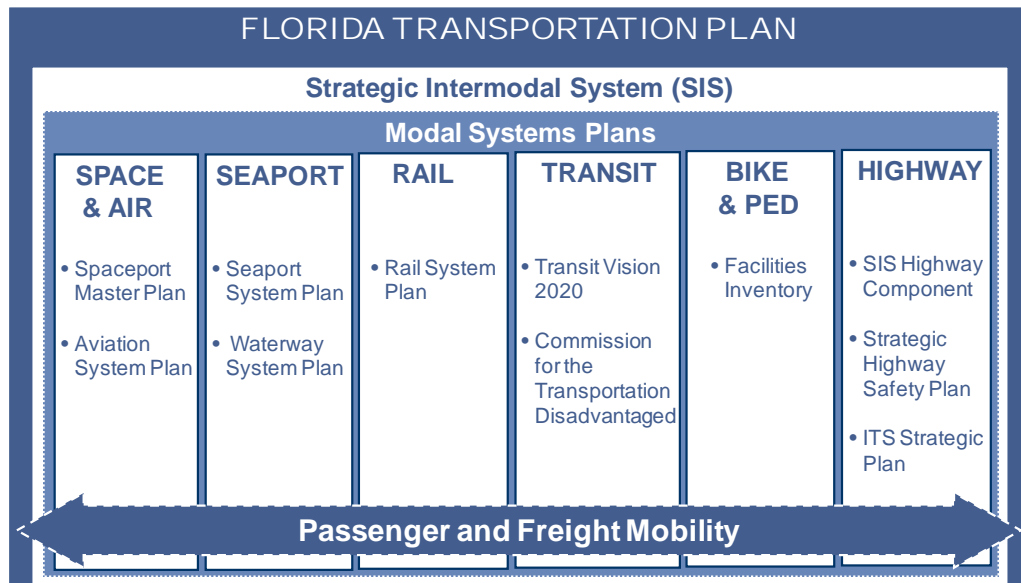 FLORIDA TRANSPORTATION PLAN
Strategic Intermodal System (SIS)
Modal Systems Plans
SPACE
& AIR
• Spaceport
Master Plan
• Aviation
System Plan
SEAPORT
• Seaport
System Plan
• Waterway
System Plan
RAIL
• Rail System
Plan
TRANSIT
• Transit Vision
2020
• Commission
for the
Transportation
Disadvantaged
BIKE
& PED
• Facilities
Inventory
HIGHWAY
• SIS Highway
Component
• Strategic
Highway
Safety Plan
• ITS Strategic
Plan
Passenger and Freight Mobility